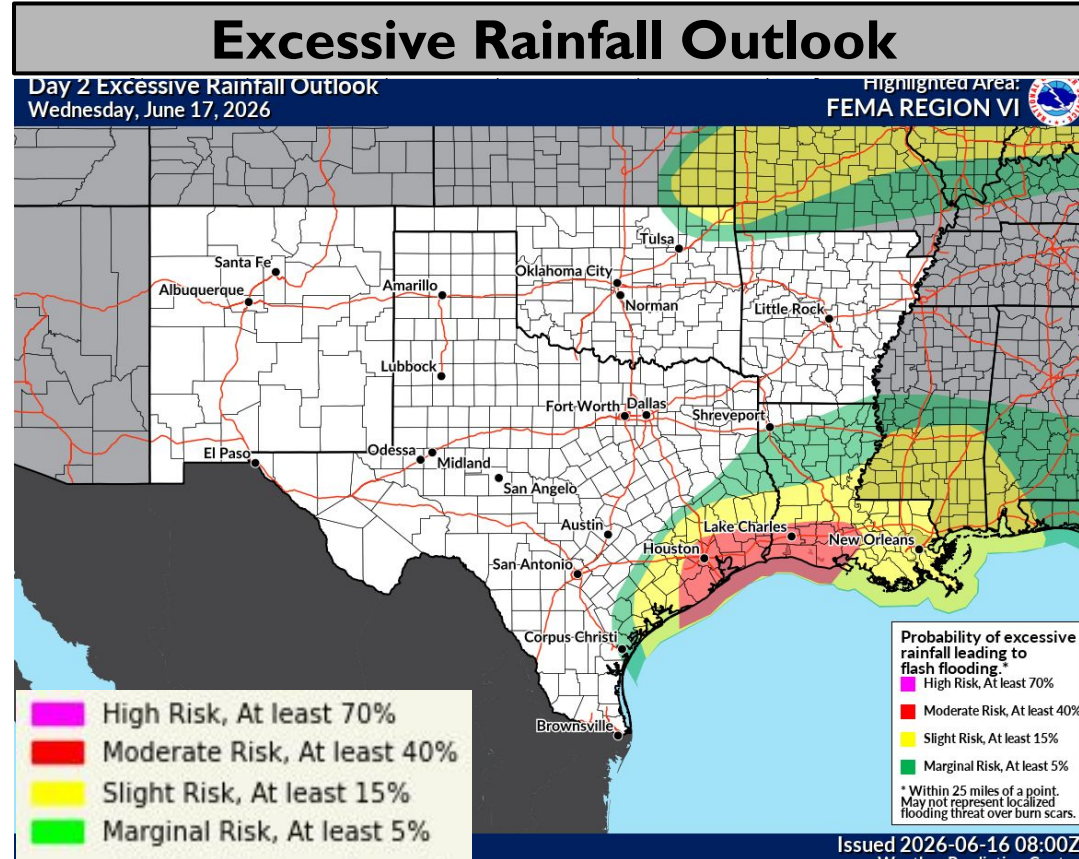 Excessive Rainfall Outlook
Day 2 Excessive Rainfall Outlook
Wednesday, June 17, 2026
Highlighted Area:
FEMA REGION VI
Santa Fe
Albuquerque
Amarillo
Tulsa
Oklahoma City
Norman
Little Rock
Lubbock
Fort Worth
Dallas
Shreveport
El Paso
Odessa
Midland
San Angelo
Austin
Lake Charles
Houston
New Orleans
San Antonio
Corpus Christi
Brownsville
Probability of excessive
rainfall leading to
flash flooding.*
High Risk, At least 70%
Moderate Risk, At least 40%
Slight Risk, At least 15%
Marginal Risk, At least 5%
* Within 25 miles of a point.
May not represent localized
flooding threat over burn scars.
High Risk, At least 70%
Moderate Risk, At least 40%
Slight Risk, At least 15%
Marginal Risk, At least 5%
Issued 2026-06-16 08:00Z
Weather Prediction Center